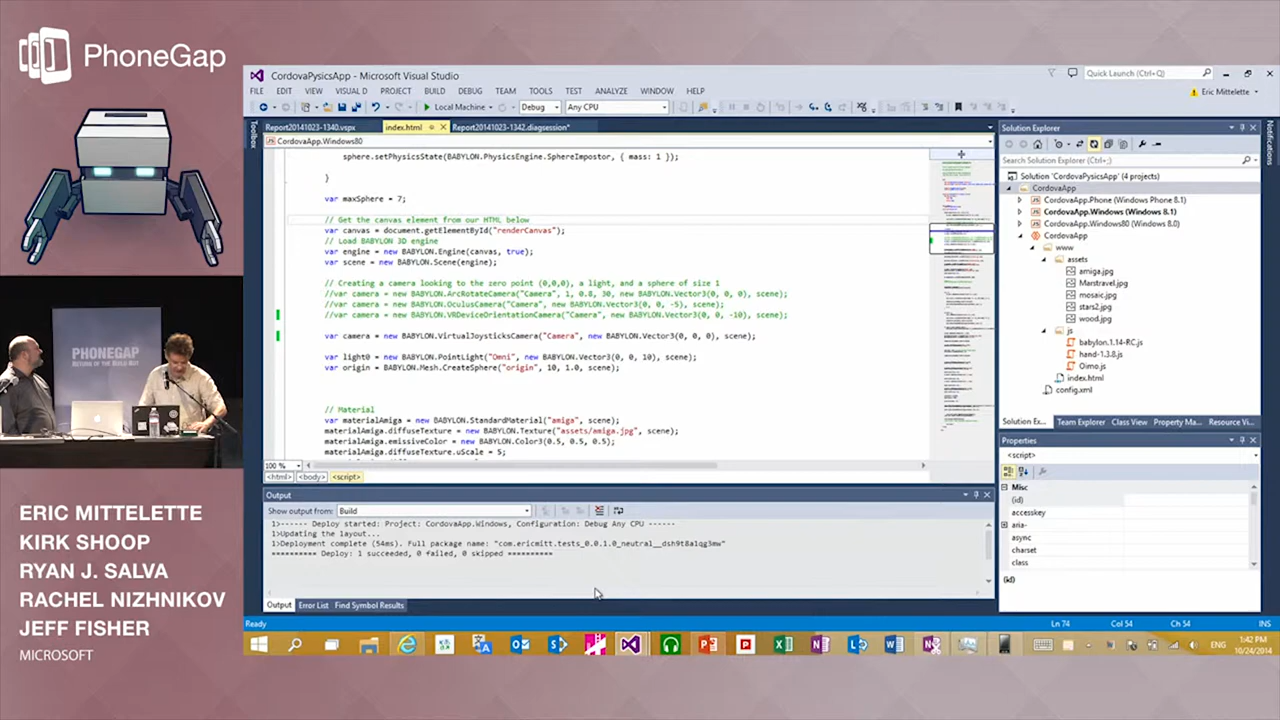 PhoneGap
CordovaPysicsApp - Microsoft Visual Studio
Quick Launch (Ctrl+Q)
FILE EDIT VIEW VISUAL D PROJECT BUILD DEBUG TEAM TOOLS TEST ANALYZE WINDOW HELP
Eric Mittelette
Local Machine Debug Any CPU
Report20141023-1340.vspx index.html Report20141023-1342.diagsession*
CordovaApp.Windows80
Toolbox
sphere.setPhysicsState(BABYLON.PhysicsEngine.SphereImpostor, { mass: 1 });
}
var maxSphere = 7;
// Get the canvas element from our HTML below
var canvas = document.getElementById("renderCanvas");
// Load BABYLON 3D engine
var engine = new BABYLON.Engine(canvas, true);
var scene = new BABYLON.Scene(engine);
// Creating a camera looking to the zero point (0,0,0), a light, and a sphere of size 1
//var camera = new BABYLON.ArcRotateCamera("Camera", 1, 0.8, 30, new BABYLON.Vector3(0, 0, 0), scene);
//var camera = new BABYLON.OculusCamera("Camera", new BABYLON.Vector3(0, 0, -5), scene);
//var camera = new BABYLON.VRDeviceOrientationCamera("Camera", new BABYLON.Vector3(0, 0, -10), scene);
var camera = new BABYLON.VirtualJoysticksCamera("Camera", new BABYLON.Vector3(0, 0, 0), scene);
var light0 = new BABYLON.PointLight("Omni", new BABYLON.Vector3(0, 0, 10), scene);
var origin = BABYLON.Mesh.CreateSphere("origin", 10, 1.0, scene);
// Material
var materialAmiga = new BABYLON.StandardMaterial("amiga", scene);
materialAmiga.diffuseTexture = new BABYLON.Texture("assets/amiga.jpg", scene);
materialAmiga.emissiveColor = new BABYLON.Color3(0.5, 0.5, 0.5);
materialAmiga.diffuseTexture.uScale = 5;
100 %
<html> <body> <script>
Output
Show output from: Build
1>------ Deploy started: Project: CordovaApp.Windows, Configuration: Debug Any CPU ------
1>Updating the layout...
1>Deployment complete (54ms). Full package name: "com.ericmitt.tests_0.0.1.0_neutral__dsh9t8a1qg3mw"
========== Deploy: 1 succeeded, 0 failed, 0 skipped ==========
Output Error List Find Symbol Results
Ready
Ln 74 Col 54 Ch 54 INS
Solution Explorer
Search Solution Explorer (Ctrl+;)
Solution 'CordovaPysicsApp' (4 projects)
CordovaApp
CordovaApp.Phone (Windows Phone 8.1)
CordovaApp.Windows (Windows 8.1)
CordovaApp.Windows80 (Windows 8.0)
CordovaApp
www
assets
amiga.jpg
Marstravel.jpg
mosaic.jpg
stars2.jpg
wood.jpg
js
babylon.1.14-RC.js
hand-1.3.8.js
Oimo.js
index.html
config.xml
Solution Ex... Team Explorer Class View Property Ma... Resource Vi...
Properties
<script>
Misc
(id)
accesskey
aria-
async
charset
class
(id)
Notifications
ENG
1:42 PM
10/24/2014
PHONEGAP
ERIC MITTELETTE
KIRK SHOOP
RYAN J. SALVA
RACHEL NIZHNIKOV
JEFF FISHER
MICROSOFT